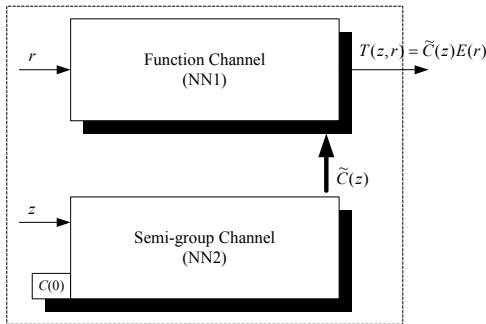 r
Function Channel
(NN1)
T(z,r) = C̃(z)E(r)
C̃(z)
z
Semi-group Channel
(NN2)
C(0)